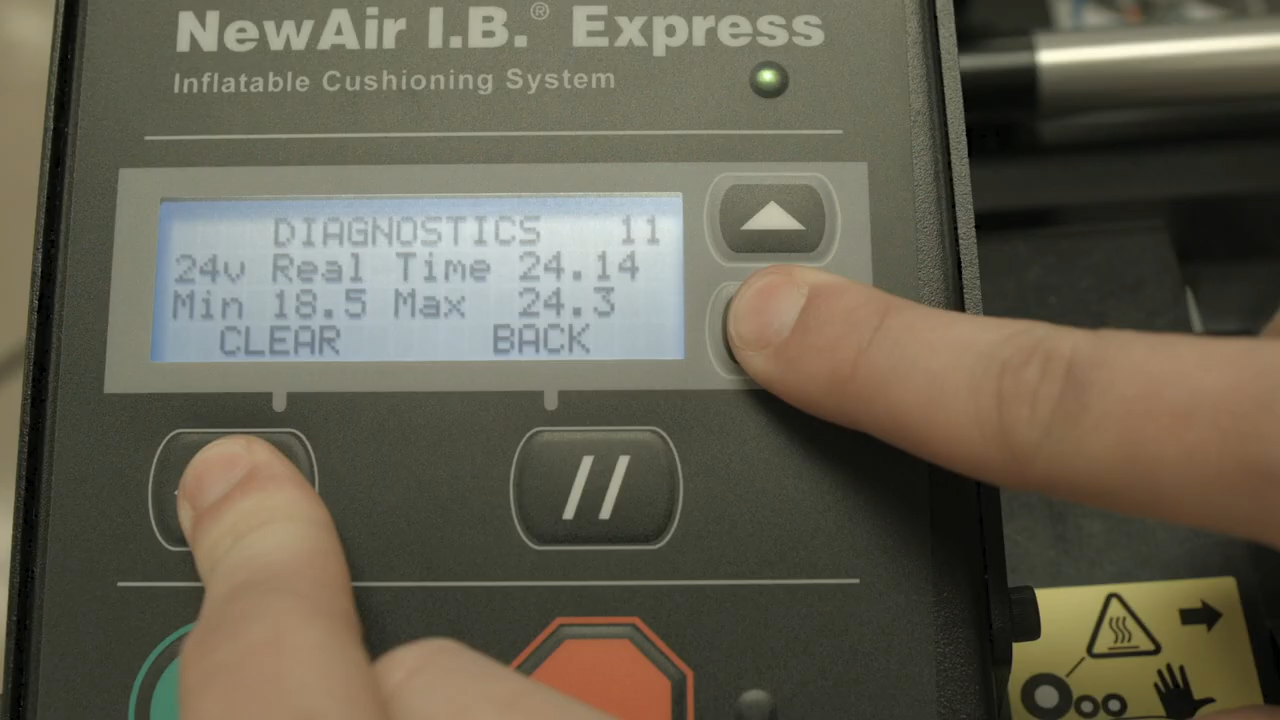 NewAir I.B.® Express
Inflatable Cushioning System
DIAGNOSTICS 11
24v Real Time 24.14
Min 18.5 Max 24.3
CLEAR BACK
//